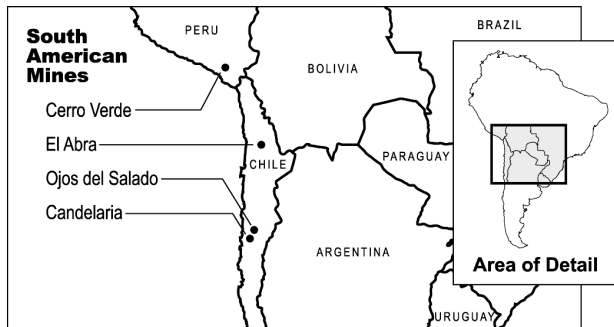 South
American
Mines
Cerro Verde
El Abra
Ojos del Salado
Candelaria
PERU
BOLIVIA
BRAZIL
CHILE
PARAGUAY
ARGENTINA
URUGUAY
Area of Detail